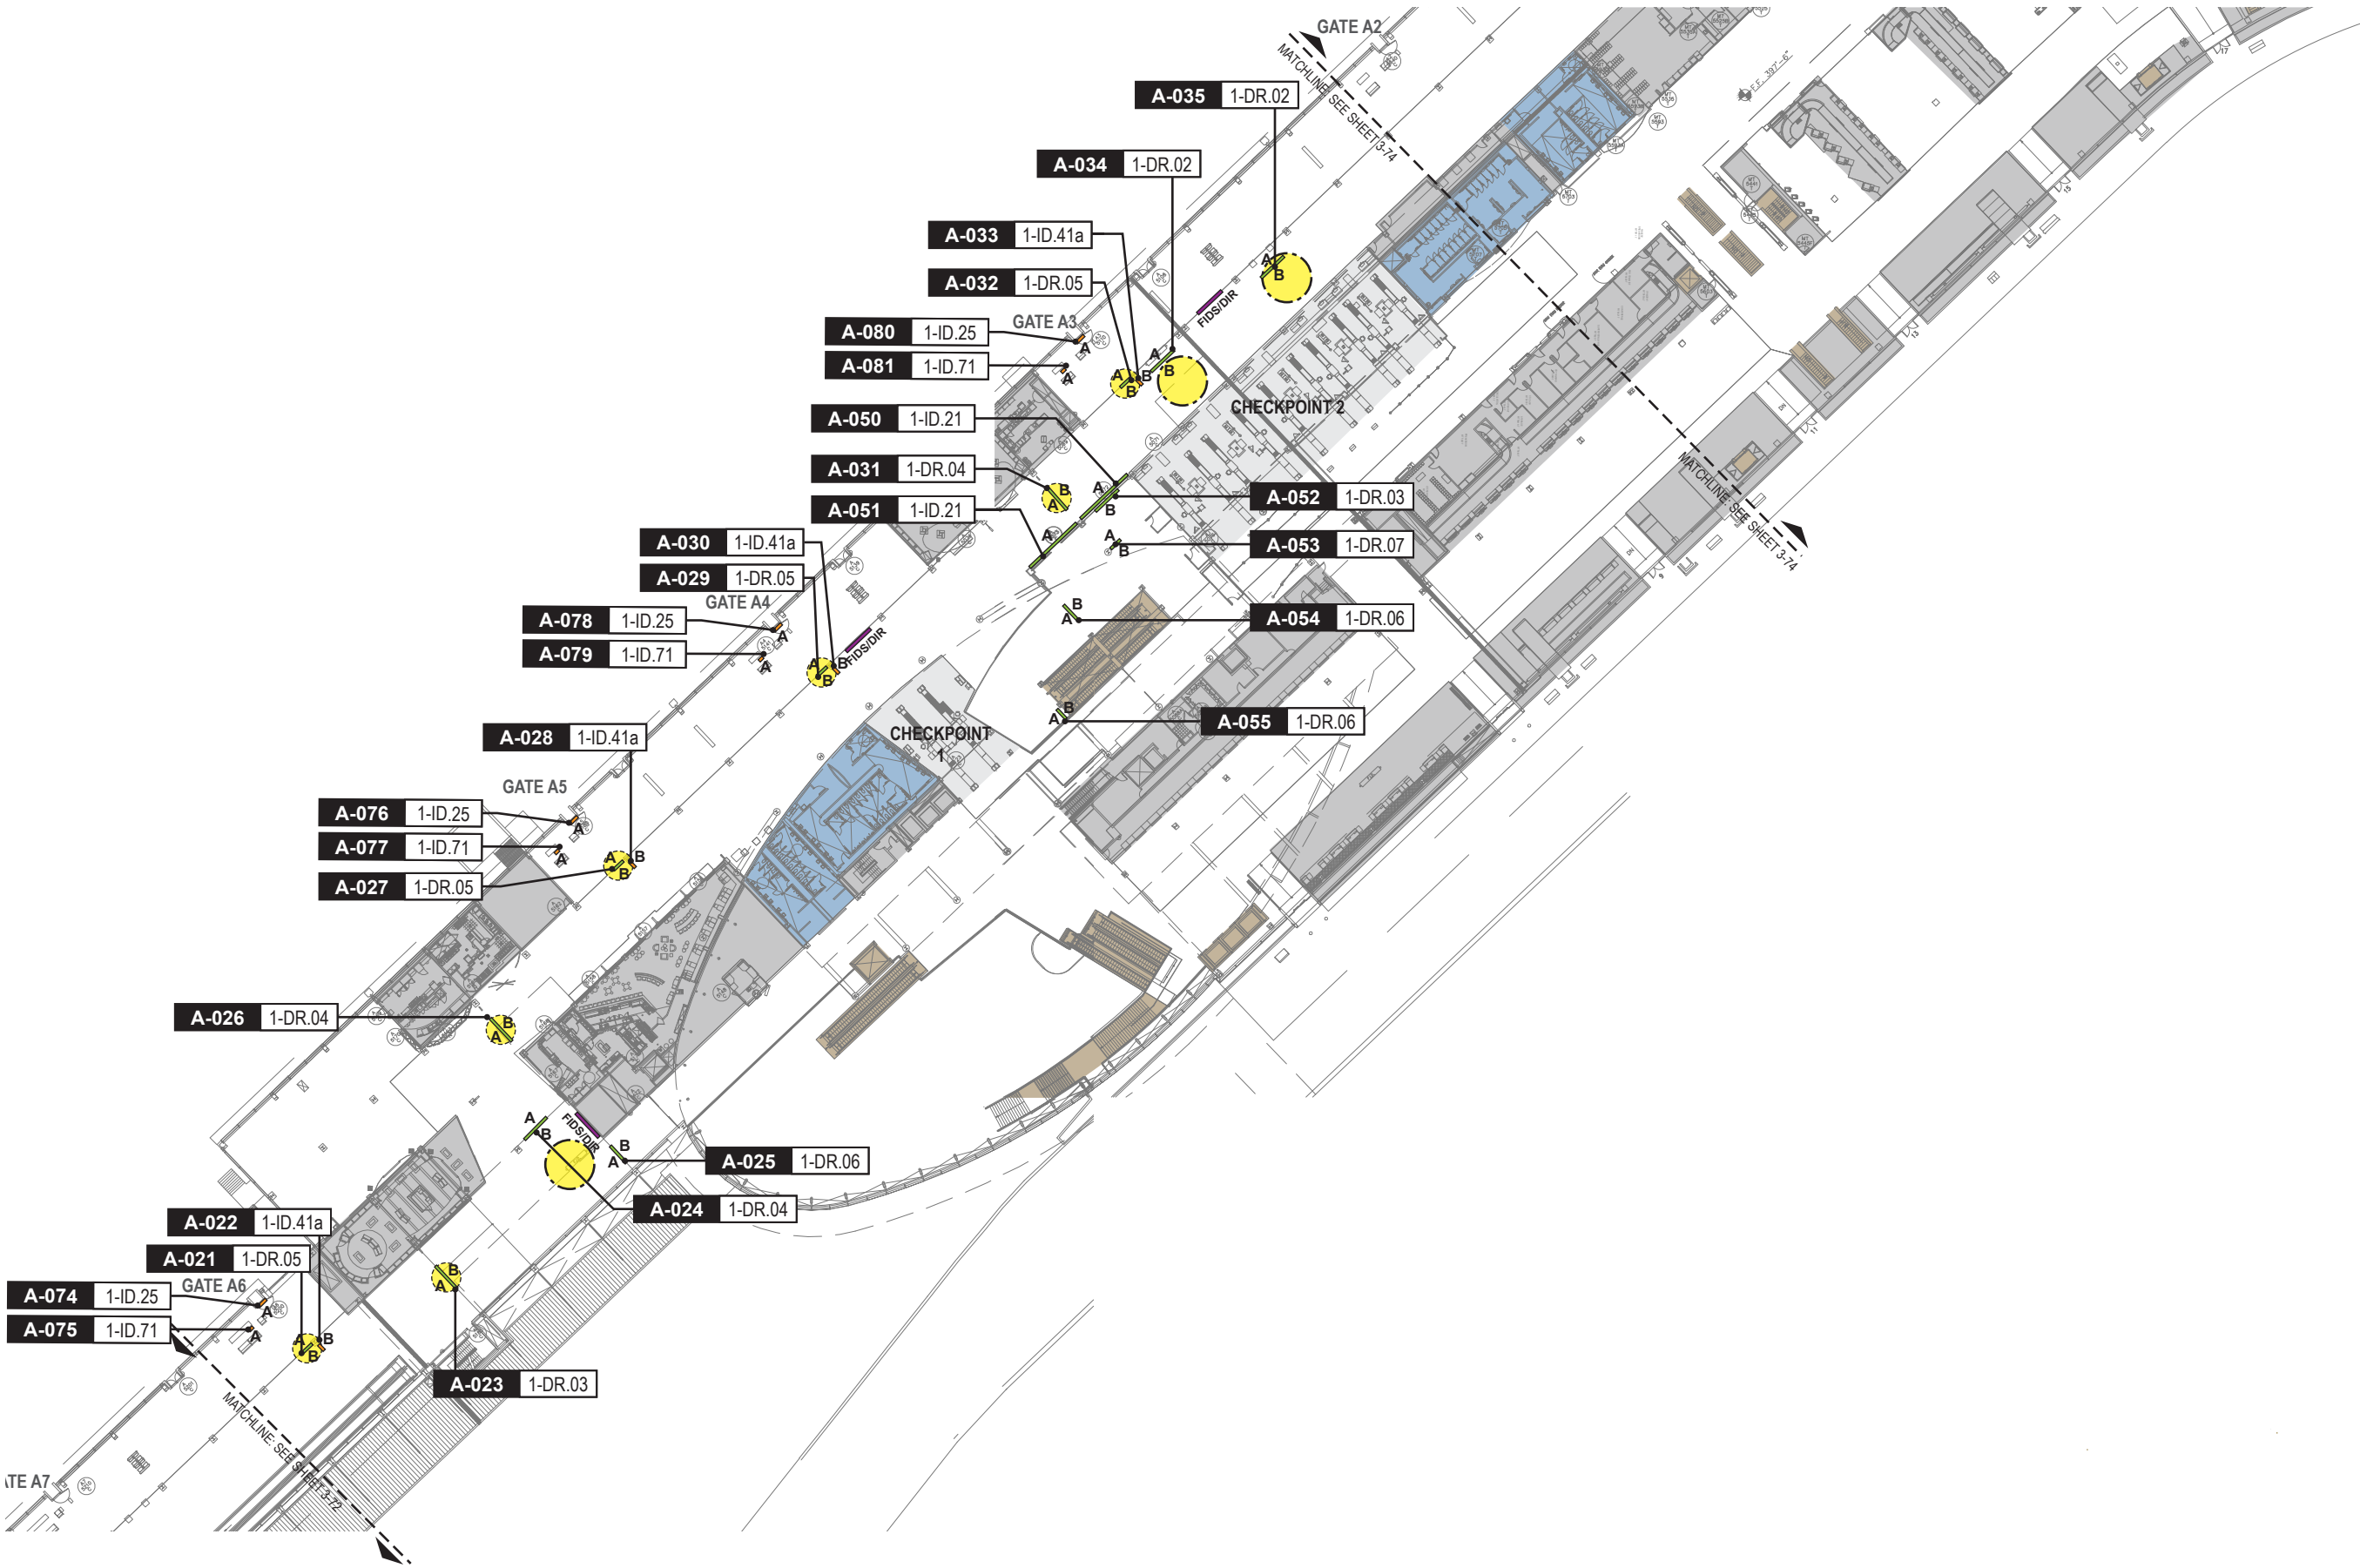 GATE A2
MATCHLINE: SEE SHEET 3-74
F.F. 397'-6"
A-035 1-DR.02
A-034 1-DR.02
A-033 1-ID.41a
A-032 1-DR.05
A
B
FIDS/DIR
GATE A3
A-080 1-ID.25
A
A-081 1-ID.71
A
A
B
B
A
B
CHECKPOINT 2
A-050 1-ID.21
A-031 1-DR.04
A-051 1-ID.21
B
A
A
B
A
A-052 1-DR.03
A-053 1-DR.07
A
B
MATCHLINE: SEE SHEET 3-74
A-030 1-ID.41a
A-029 1-DR.05
GATE A4
A-078 1-ID.25
A
A-079 1-ID.71
A
A
B
B
FIDS/DIR
B
A
A-054 1-DR.06
B
A
A-055 1-DR.06
CHECKPOINT
1
A-028 1-ID.41a
GATE A5
A-076 1-ID.25
A
A-077 1-ID.71
A
A-027 1-DR.05
A
B
B
A-026 1-DR.04
B
A
A
B
FIDS/DIR
B
A
A-025 1-DR.06
A-024 1-DR.04
A-022 1-ID.41a
A-021 1-DR.05
GATE A6
A-074 1-ID.25
A
A-075 1-ID.71
A
A
B
B
B
A
A-023 1-DR.03
MATCHLINE: SEE SHEET 3-72
ATE A7